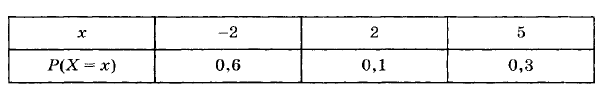 x −2 2 5
P(X = x) 0,6 0,1 0,3